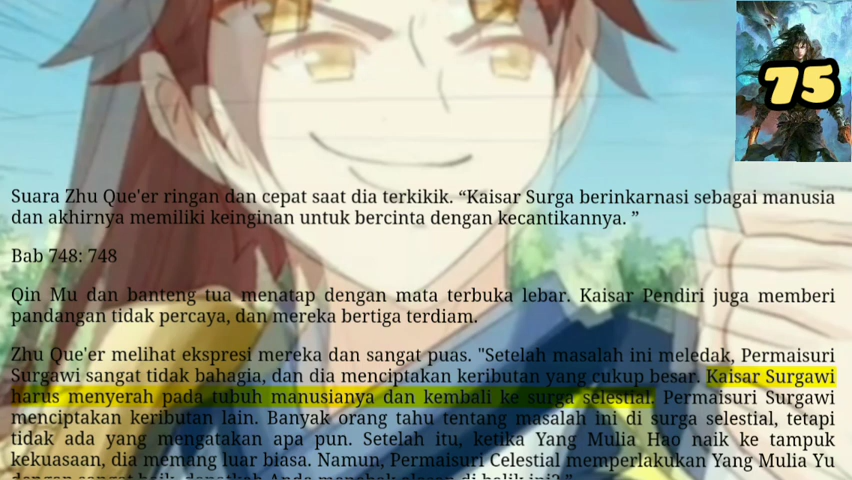 75
Suara Zhu Que'er ringan dan cepat saat dia terkikik. “Kaisar Surga berinkarnasi sebagai manusia
dan akhirnya memiliki keinginan untuk bercinta dengan kecantikannya. ”
Bab 748: 748
Qin Mu dan banteng tua menatap dengan mata terbuka lebar. Kaisar Pendiri juga memberi
pandangan tidak percaya, dan mereka bertiga terdiam.
Zhu Que'er melihat ekspresi mereka dan sangat puas. "Setelah masalah ini meledak, Permaisuri
Surgawi sangat tidak bahagia, dan dia menciptakan keributan yang cukup besar. Kaisar Surgawi
harus menyerah pada tubuh manusianya dan kembali ke surga selestial. Permaisuri Surgawi
menciptakan keributan lain. Banyak orang tahu tentang masalah ini di surga selestial, tetapi
tidak ada yang mengatakan apa pun. Setelah itu, ketika Yang Mulia Hao naik ke tampuk
kekuasaan, dia memang luar biasa. Namun, Permaisuri Celestial memperlakukan Yang Mulia Yu